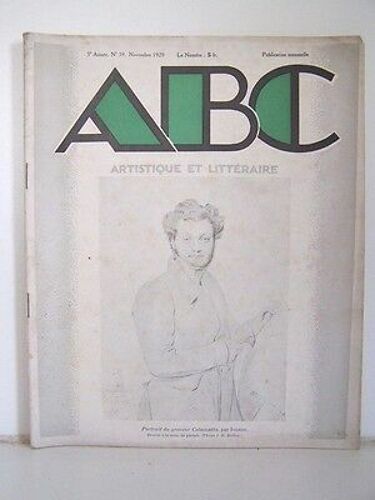 5e Année. N° 59. Novembre 1929 Le Numéro : 5 fr. Publication mensuelle
ABC
ARTISTIQUE ET LITTÉRAIRE
Portrait du graveur Calamatta, par Ingres.